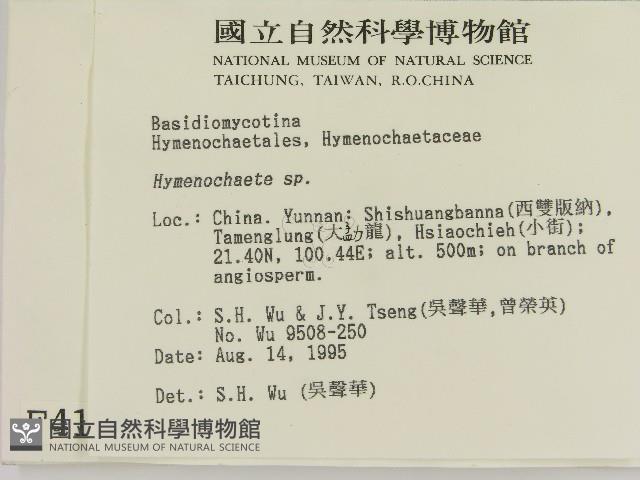 國立自然科學博物館
NATIONAL MUSEUM OF NATURAL SCIENCE
TAICHUNG, TAIWAN, R.O.CHINA
Basidiomycotina
Hymenochaetales, Hymenochaetaceae
Hymenochaete sp.
Loc.: China. Yunnan: Shishuangbanna(西雙版納),
Tamenglung(大勐龍), Hsiaochieh(小街);
21.40N, 100.44E; alt. 500m; on branch of
angiosperm.
Col.: S.H. Wu & J.Y. Tseng(吳聲華,曾榮英)
No. Wu 9508-250
Date: Aug. 14, 1995
Det.: S.H. Wu (吳聲華)
F41
國立自然科學博物館
NATIONAL MUSEUM OF NATURAL SCIENCE